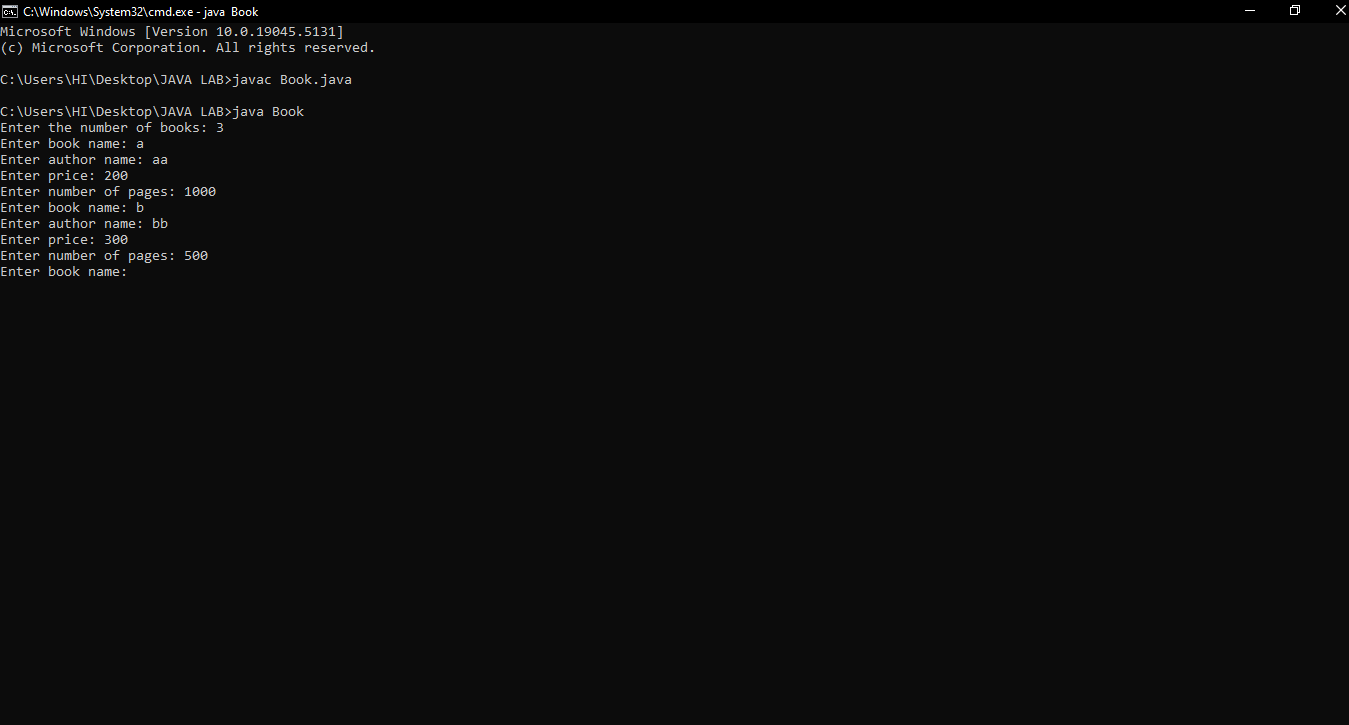 C:\Windows\System32\cmd.exe - java Book
Microsoft Windows [Version 10.0.19045.5131]
(c) Microsoft Corporation. All rights reserved.
C:\Users\HI\Desktop\JAVA LAB>javac Book.java
C:\Users\HI\Desktop\JAVA LAB>java Book
Enter the number of books: 3
Enter book name: a
Enter author name: aa
Enter price: 200
Enter number of pages: 1000
Enter book name: b
Enter author name: bb
Enter price: 300
Enter number of pages: 500
Enter book name: